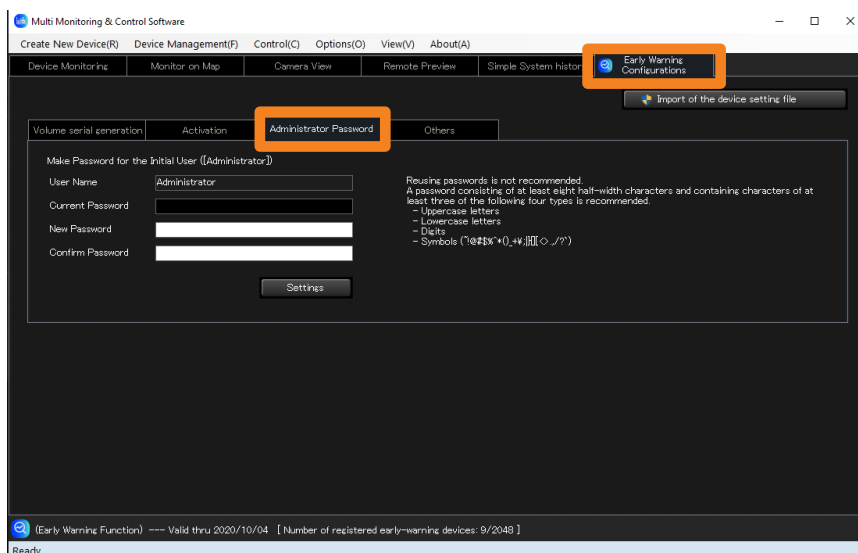 Multi Monitoring & Control Software
Create New Device(R) Device Management(F) Control(C) Options(O) View(V) About(A)
Device Monitoring Monitor on Map Camera View Remote Preview Simple System histor Early Warning Configurations
Import of the device setting file
Volume serial generation Activation Administrator Password Others
Make Password for the Initial User ([Administrator])
User Name Administrator
Current Password
New Password
Confirm Password
Settings
Reusing passwords is not recommended.
A password consisting of at least eight half-width characters and containing characters of at
least three of the following four types is recommended.
- Uppercase letters
- Lowercase letters
- Digits
- Symbols
(Early Warning Function) --- Valid thru 2020/10/04 [ Number of registered early-warning devices: 9/2048 ]
Ready